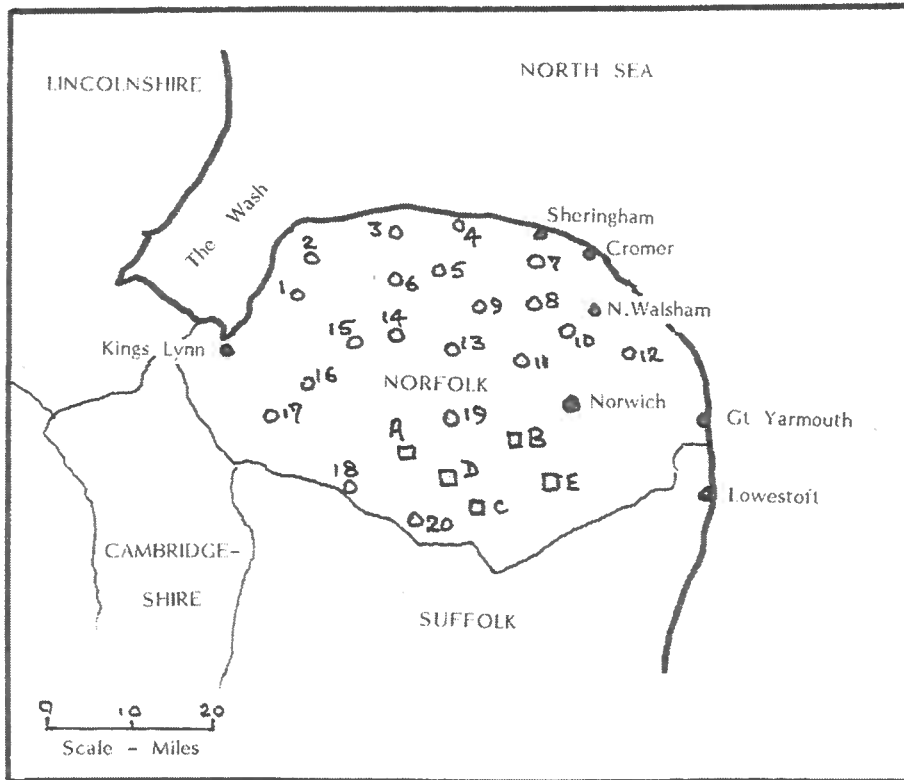 LINCOLNSHIRE
NORTH SEA
The Wash
Sheringham
Cromer
3
4
2
7
5
6
1
9
8
N. Walsham
14
15
13
10
12
11
Kings Lynn
16
NORFOLK
Norwich
17
19
Gt Yarmouth
A
B
18
D
E
Lowestoft
C
20
CAMBRIDGE-
SHIRE
SUFFOLK
0 10 20
Scale - Miles